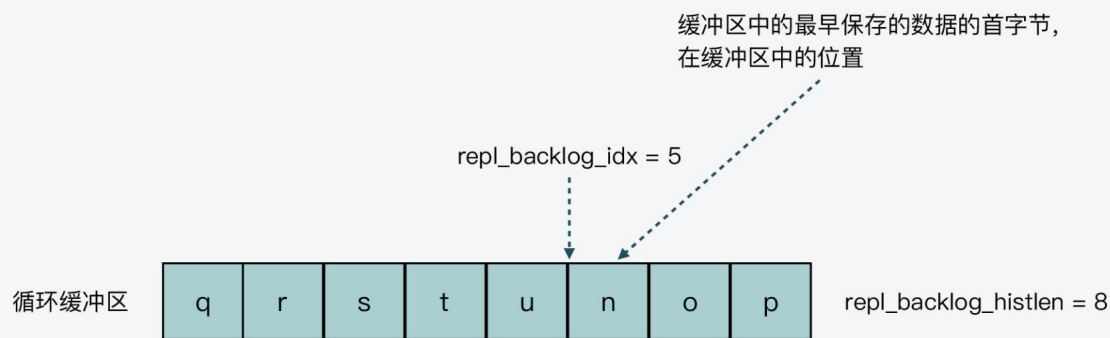 缓冲区中的最早保存的数据的首字节,
在缓冲区中的位置
repl_backlog_idx = 5
循环缓冲区 q r s t u n o p repl_backlog_histlen = 8